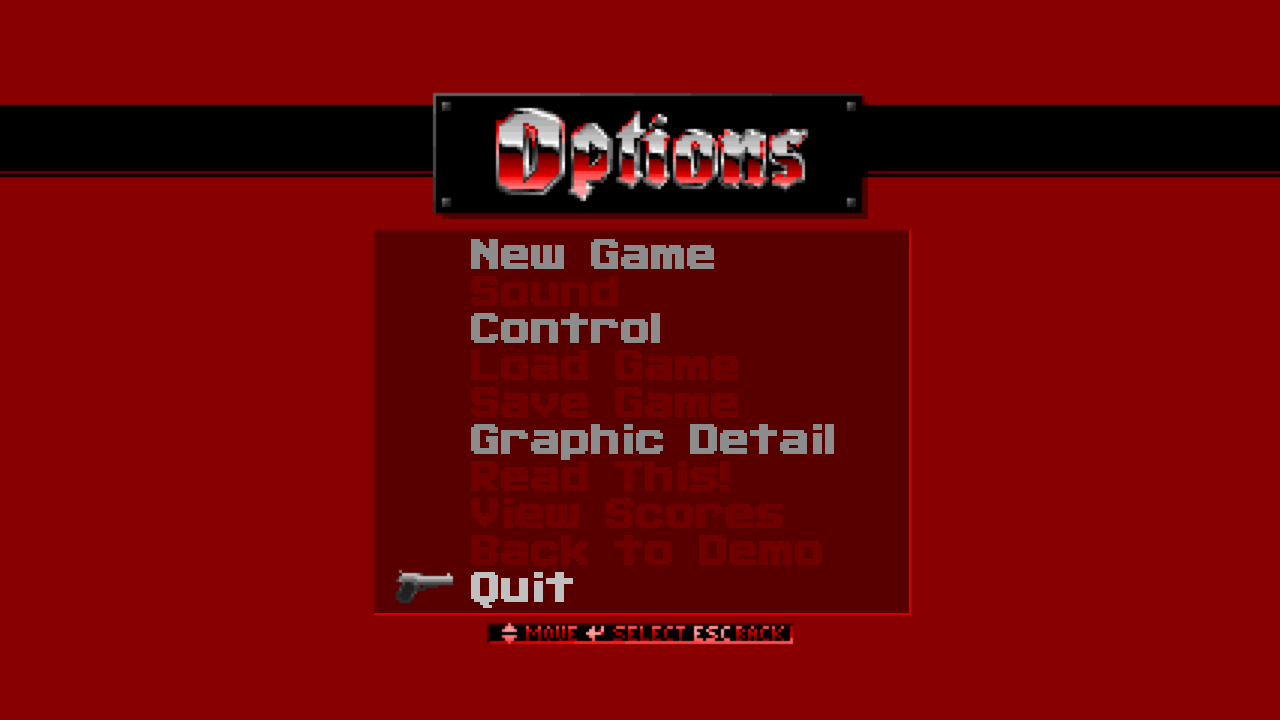 Options
New Game
Sound
Control
Load Game
Save Game
Graphic Detail
Read This!
View Scores
Back to Demo
Quit
MOVE SELECT ESC BACK